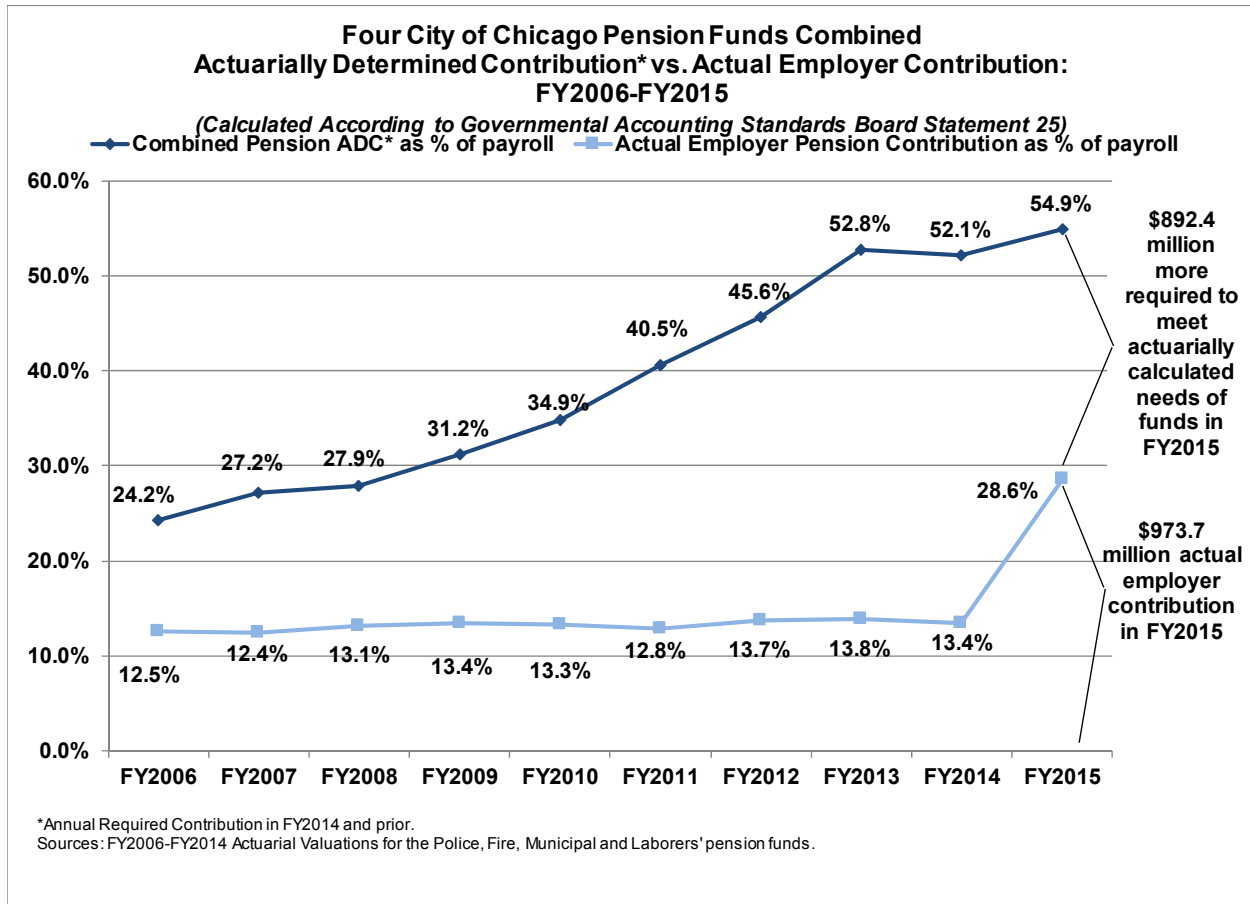 Four City of Chicago Pension Funds Combined
Actuarially Determined Contribution* vs. Actual Employer Contribution:
FY2006-FY2015
(Calculated According to Governmental Accounting Standards Board Statement 25)
Combined Pension ADC* as % of payroll
Actual Employer Pension Contribution as % of payroll
60.0%
50.0%
40.0%
30.0%
20.0%
10.0%
0.0%
24.2%
27.2%
27.9%
31.2%
34.9%
40.5%
45.6%
52.8%
52.1%
54.9%
12.5%
12.4%
13.1%
13.4%
13.3%
12.8%
13.7%
13.8%
13.4%
28.6%
$892.4
million
more
required to
meet
actuarially
calculated
needs of
funds in
FY2015
$973.7
million actual
employer
contribution
in FY2015
FY2006
FY2007
FY2008
FY2009
FY2010
FY2011
FY2012
FY2013
FY2014
FY2015
*Annual Required Contribution in FY2014 and prior.
Sources: FY2006-FY2014 Actuarial Valuations for the Police, Fire, Municipal and Laborers' pension funds.